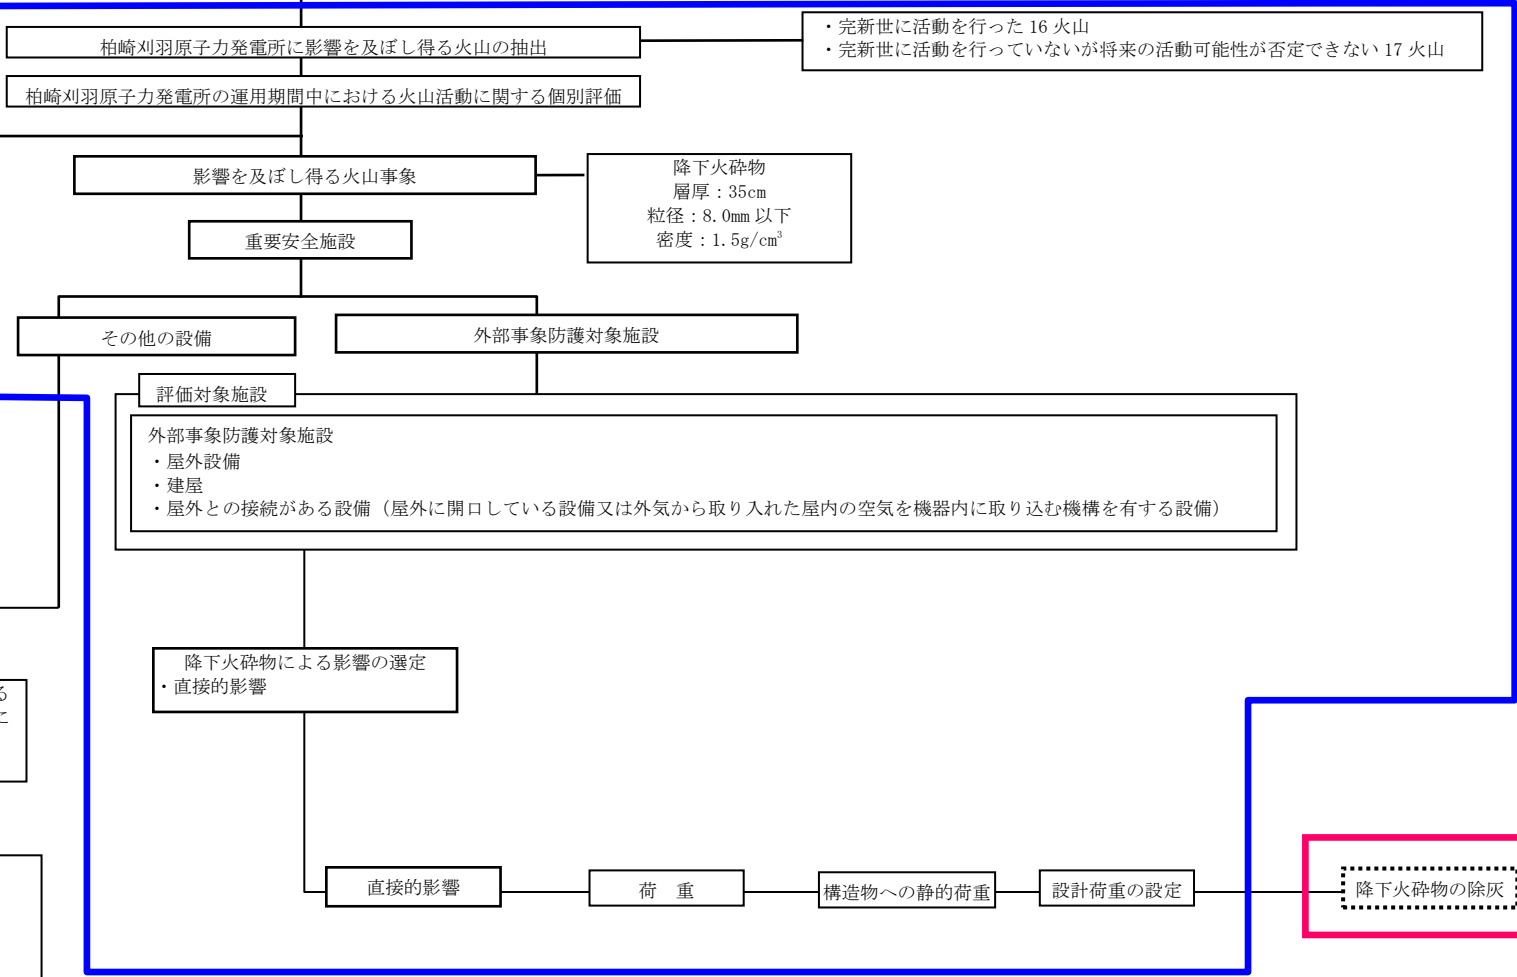 柏崎刈羽原子力発電所に影響を及ぼし得る火山の抽出
・完新世に活動を行った 16 火山
・完新世に活動を行っていないが将来の活動可能性が否定できない 17 火山
柏崎刈羽原子力発電所の運用期間中における火山活動に関する個別評価
影響を及ぼし得る火山事象
降下火砕物
層厚：35cm
粒径：8.0mm 以下
密度：1.5g/cm³
重要安全施設
その他の設備
外部事象防護対象施設
評価対象施設
外部事象防護対象施設
・屋外設備
・建屋
・屋外との接続がある設備（屋外に開口している設備又は外気から取り入れた屋内の空気を機器内に取り込む機構を有する設備）
降下火砕物による影響の選定
・直接的影響
る
に
直接的影響
荷　重
構造物への静的荷重
設計荷重の設定
降下火砕物の除灰